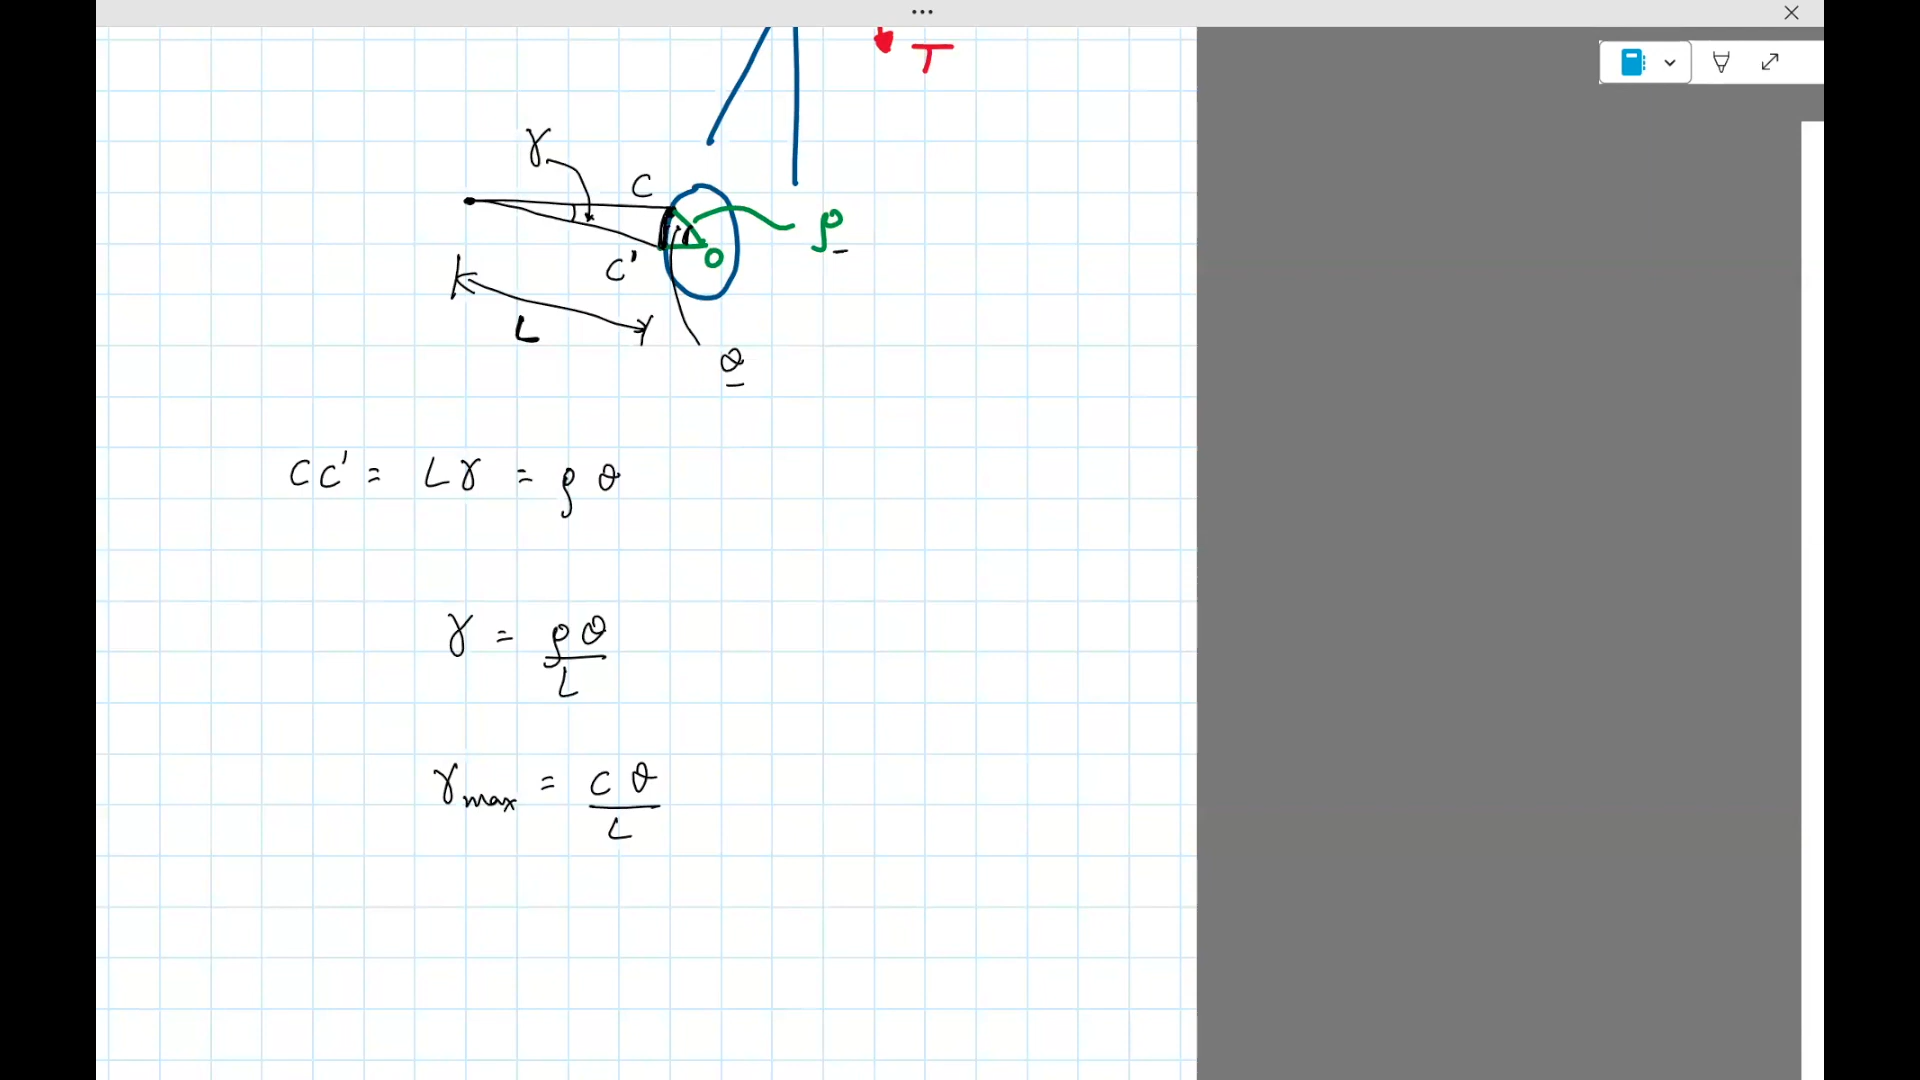 T
γ
C
ρ
O
C'
L
θ
CC' = Lγ = ρθ
γ = ρθ/L
γmax = Cθ/L